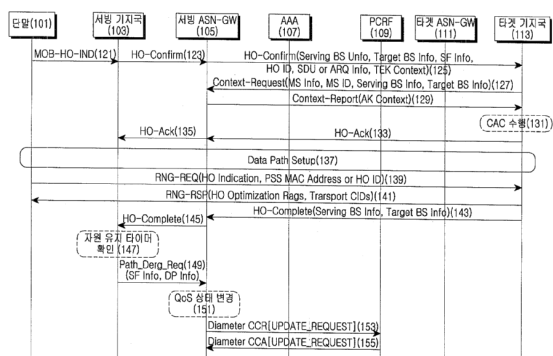 단말(101)
서빙 기지국
(103)
서빙 ASN-GW
(105)
AAA
(107)
PCRF
(109)
타겟 ASN-GW
(111)
타겟 기지국
(113)
MOB-HO-IND(121)
HO-Confirm(123)
HO-Confirm(Serving BS Unfo, Target BS Info, SF Info,
HO ID, SDU or ARQ Info, TEK Context)(125)
Context-Request(MS Info, MS ID, Serving BS Info, Target BS Info)(127)
Context-Report(AK Context)(129)
CAC 수행(131)
HO-Ack(135)
HO-Ack(133)
Data Path Setup(137)
RNG-REQ(HO Indication, PSS MAC Address or HO ID)(139)
RNG-RSP(HO Optimization Rags, Transport CIDs)(141)
HO-Complete(Serving BS Info, Target BS Info)(143)
HO-Complete(145)
자원 유지 타이머
확인(147)
Path_Derg_Req(149)
(SF Info, DP Info)
QoS 상태 변경
(151)
Diameter CCR[UPDATE_REQUEST](153)
Diameter CCA[UPDATE_REQUEST](155)